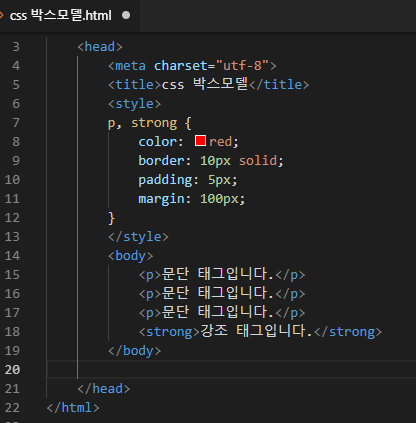 css 박스모델.html
3 <head>
4 <meta charset="utf-8">
5 <title>css 박스모델</title>
6 <style>
7 p, strong {
8 color: red;
9 border: 10px solid;
10 padding: 5px;
11 margin: 100px;
12 }
13 </style>
14 <body>
15 <p>문단 태그입니다.</p>
16 <p>문단 태그입니다.</p>
17 <p>문단 태그입니다.</p>
18 <strong>강조 태그입니다.</strong>
19 </body>
20
21 </head>
22 </html>